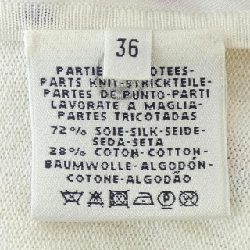 36
PARTIES
PARTS KNIT-STRICKTEILE-
PARTES DE PUNTO-PARTI
LAVORATE A MAGLIA-
PARTES TRICOTADAS
72% SOIE-SILK-SEIDE-
SEDA-SETA
28% COTON-COTTON-
BAUMWOLLE-ALGODÓN-
COTONE-ALGODÃO